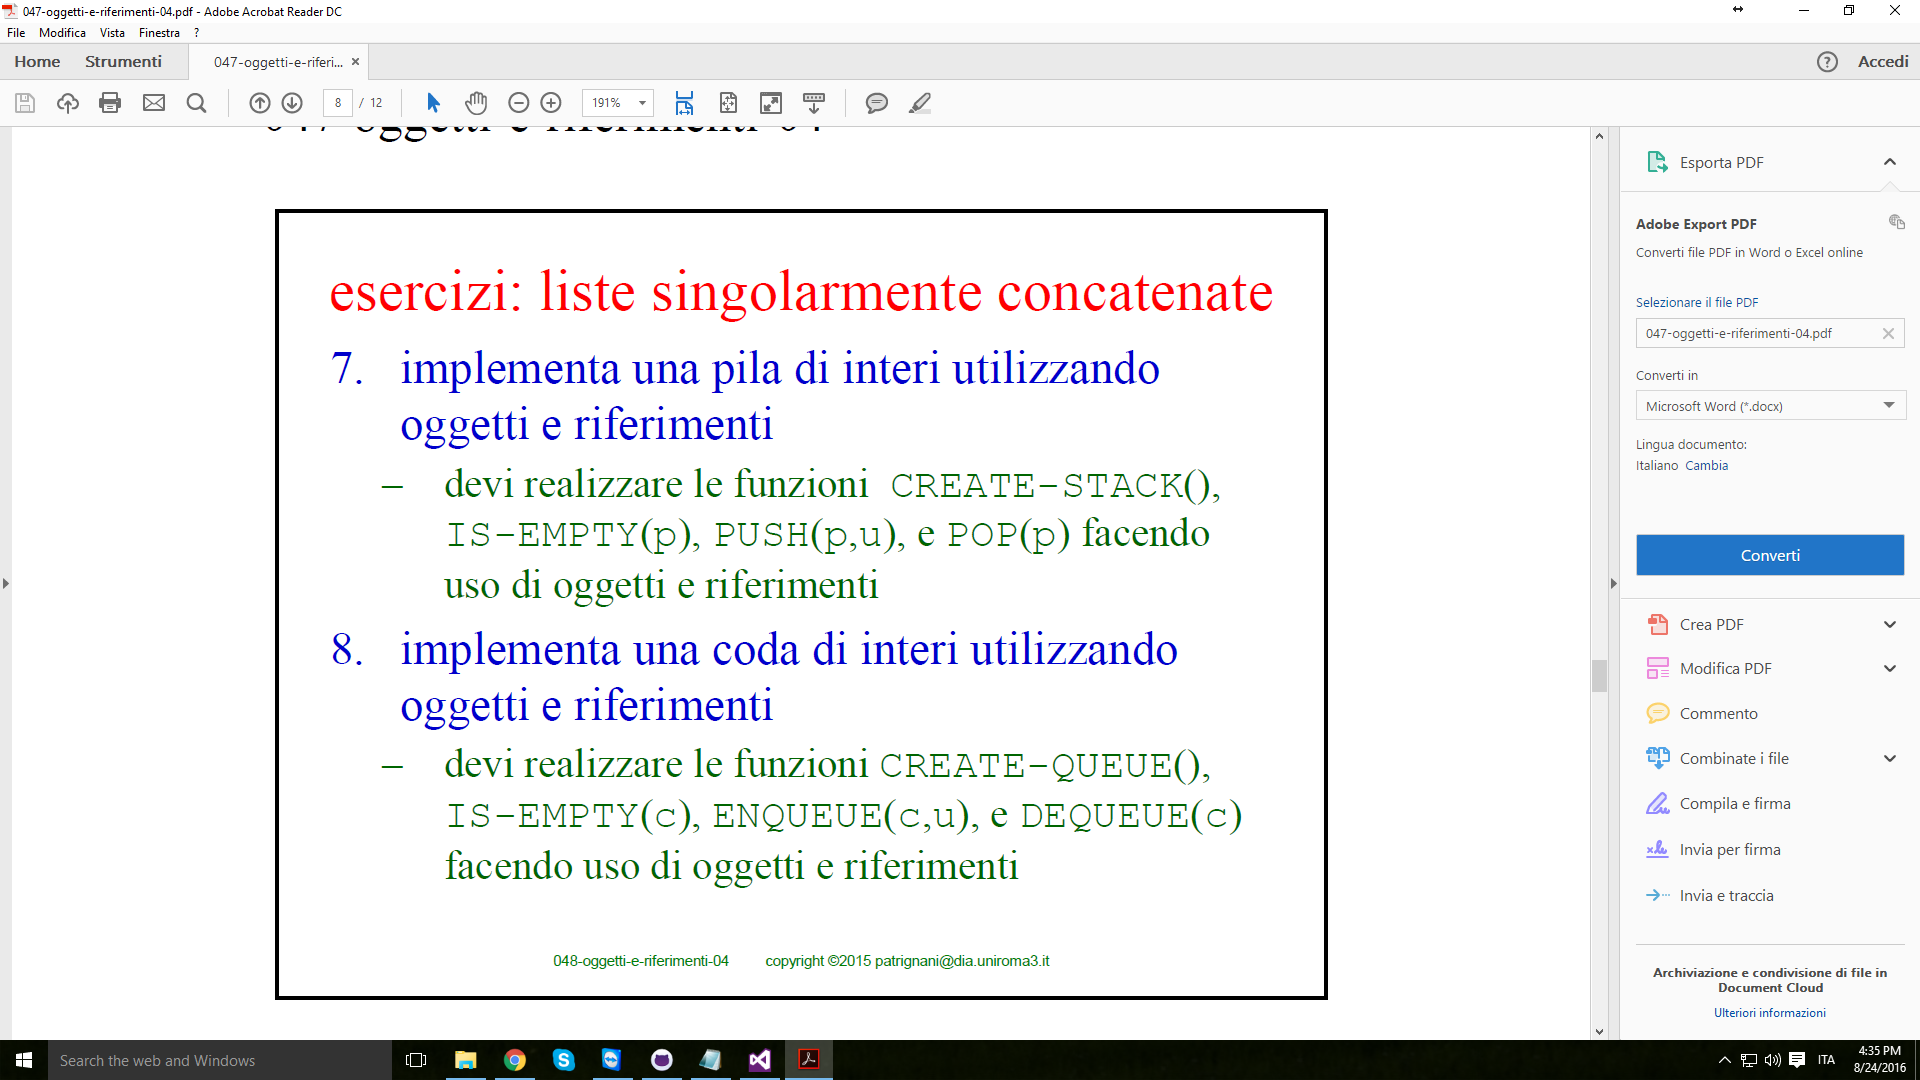 047-oggetti-e-riferimenti-04.pdf - Adobe Acrobat Reader DC
File Modifica Vista Finestra ?
Home Strumenti 047-oggetti-e-riferi... × ? Accedi
8 / 12 191%
047-oggetti-e-riferimenti-04
esercizi: liste singolarmente concatenate
7. implementa una pila di interi utilizzando
oggetti e riferimenti
– devi realizzare le funzioni CREATE-STACK(),
IS-EMPTY(p), PUSH(p,u), e POP(p) facendo
uso di oggetti e riferimenti
8. implementa una coda di interi utilizzando
oggetti e riferimenti
– devi realizzare le funzioni CREATE-QUEUE(),
IS-EMPTY(c), ENQUEUE(c,u), e DEQUEUE(c)
facendo uso di oggetti e riferimenti
048-oggetti-e-riferimenti-04 copyright ©2015 patrignani@dia.uniroma3.it
Esporta PDF
Adobe Export PDF
Converti file PDF in Word o Excel online
Selezionare il file PDF
047-oggetti-e-riferimenti-04.pdf
Converti in
Microsoft Word (*.docx)
Lingua documento:
Italiano Cambia
Converti
Crea PDF
Modifica PDF
Commento
Combinate i file
Compila e firma
Invia per firma
Invia e traccia
Archiviazione e condivisione di file in
Document Cloud
Ulteriori informazioni
Search the web and Windows
ITA
4:35 PM
8/24/2016